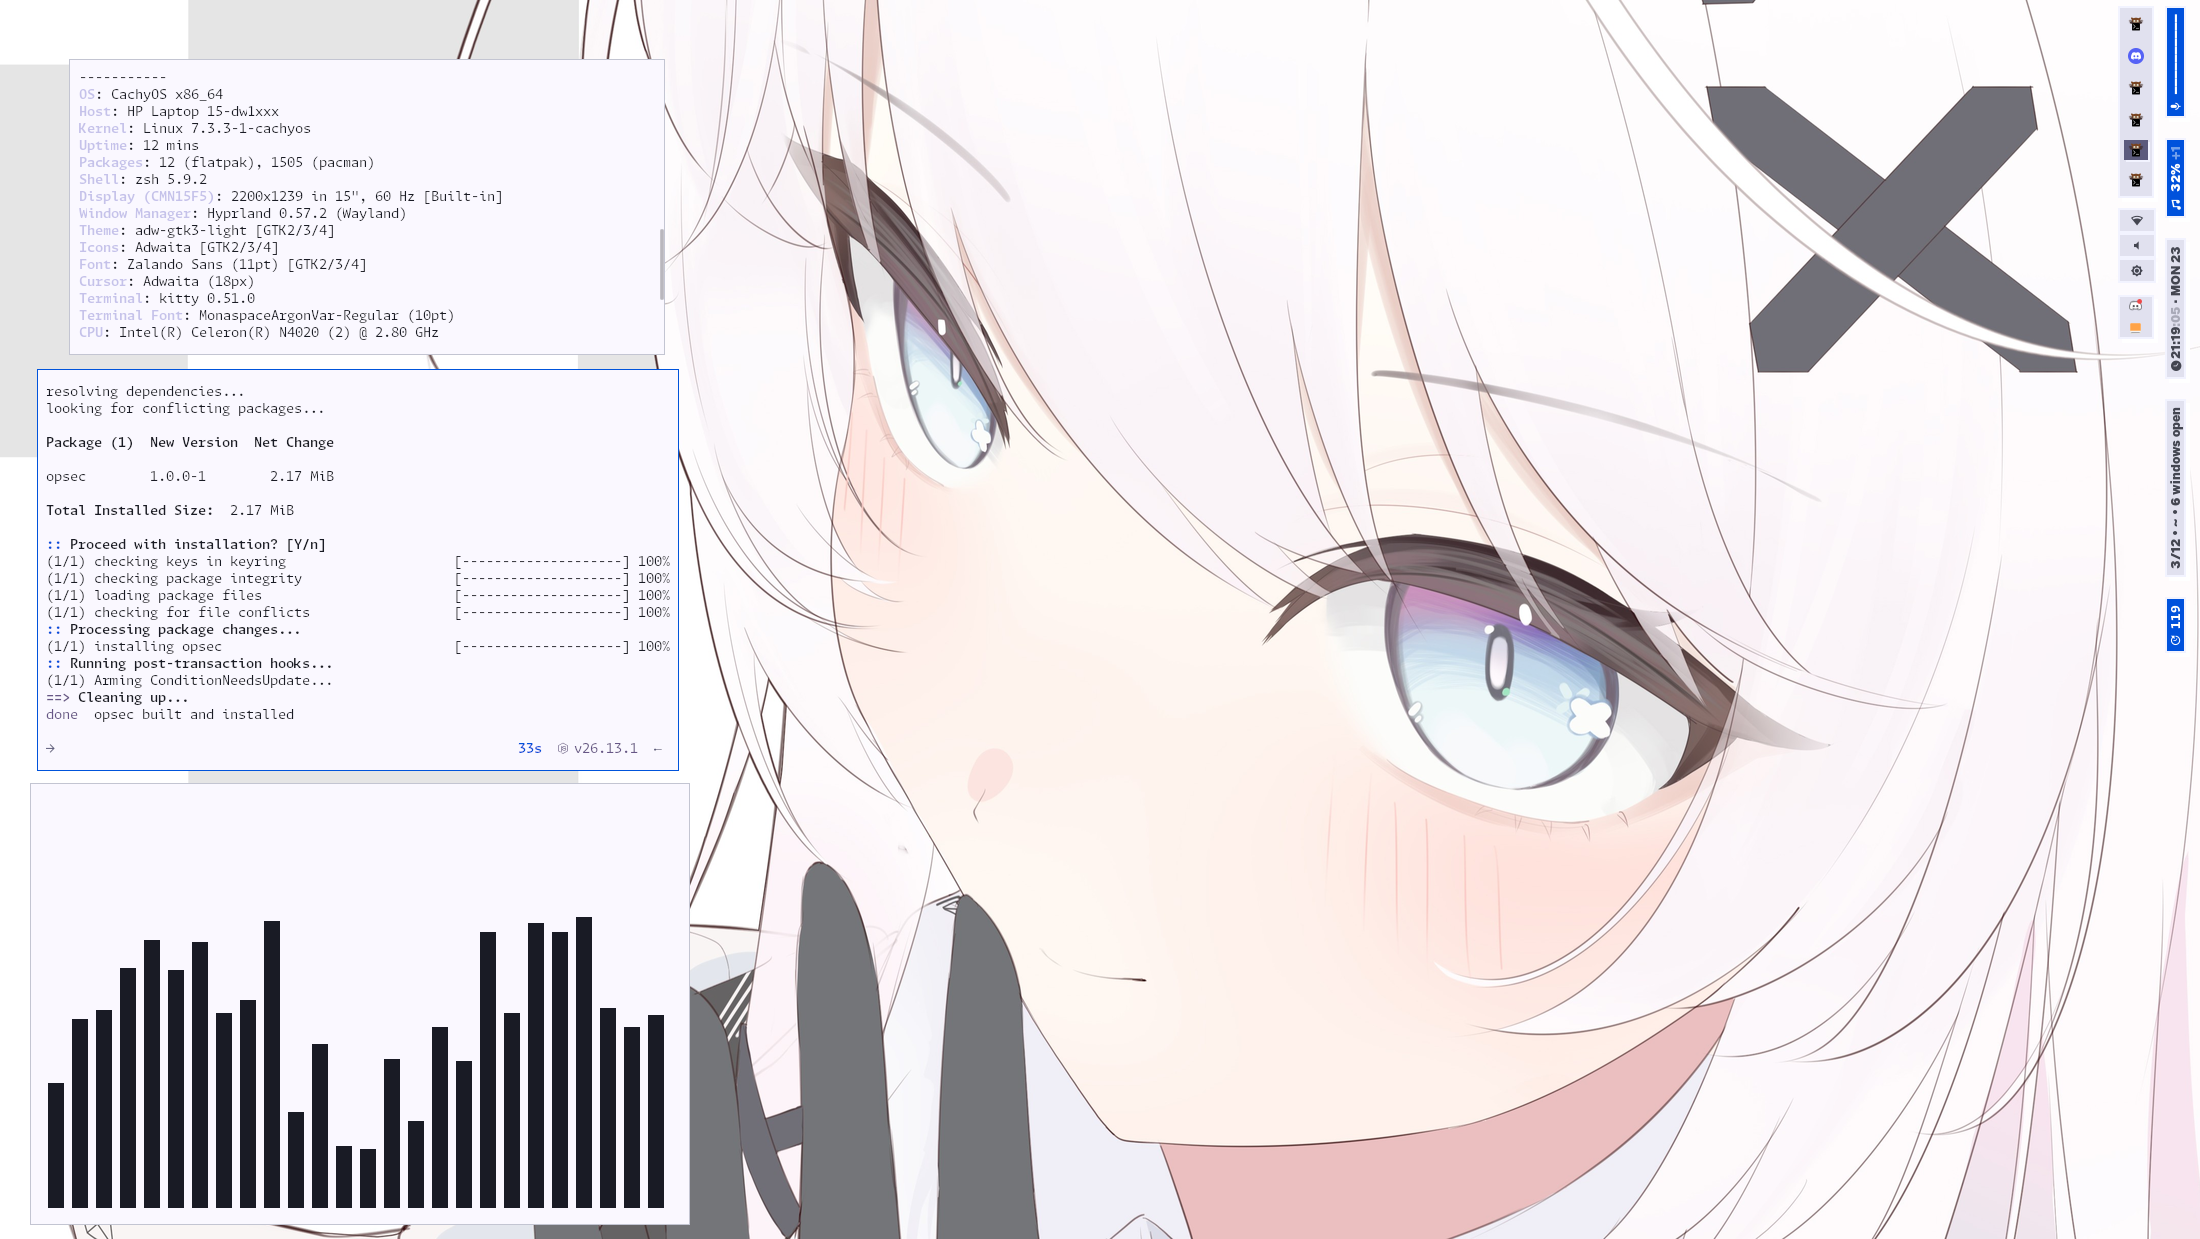 -----------
OS: CachyOS x86_64
Host: HP Laptop 15-dw1xxx
Kernel: Linux 7.3.3-1-cachyos
Uptime: 12 mins
Packages: 12 (flatpak), 1505 (pacman)
Shell: zsh 5.9.2
Display (CMN15F5): 2200x1239 in 15", 60 Hz [Built-in]
Window Manager: Hyprland 0.57.2 (Wayland)
Theme: adw-gtk3-light [GTK2/3/4]
Icons: Adwaita [GTK2/3/4]
Font: Zalando Sans (11pt) [GTK2/3/4]
Cursor: Adwaita (18px)
Terminal: kitty 0.51.0
Terminal Font: MonaspaceArgonVar-Regular (10pt)
CPU: Intel(R) Celeron(R) N4020 (2) @ 2.80 GHz
resolving dependencies...
looking for conflicting packages...
Package (1)  New Version  Net Change
opsec        1.0.0-1        2.17 MiB
Total Installed Size:  2.17 MiB
:: Proceed with installation? [Y/n]
(1/1) checking keys in keyring [--------------------] 100%
(1/1) checking package integrity [--------------------] 100%
(1/1) loading package files [--------------------] 100%
(1/1) checking for file conflicts [--------------------] 100%
:: Processing package changes...
(1/1) installing opsec [--------------------] 100%
:: Running post-transaction hooks...
(1/1) Arming ConditionNeedsUpdate...
==> Cleaning up...
done  opsec built and installed
→ 33s v26.13.1 ←
32% +1
21:19:05 · MON 23
3/12 • ~ • 6 windows open
119